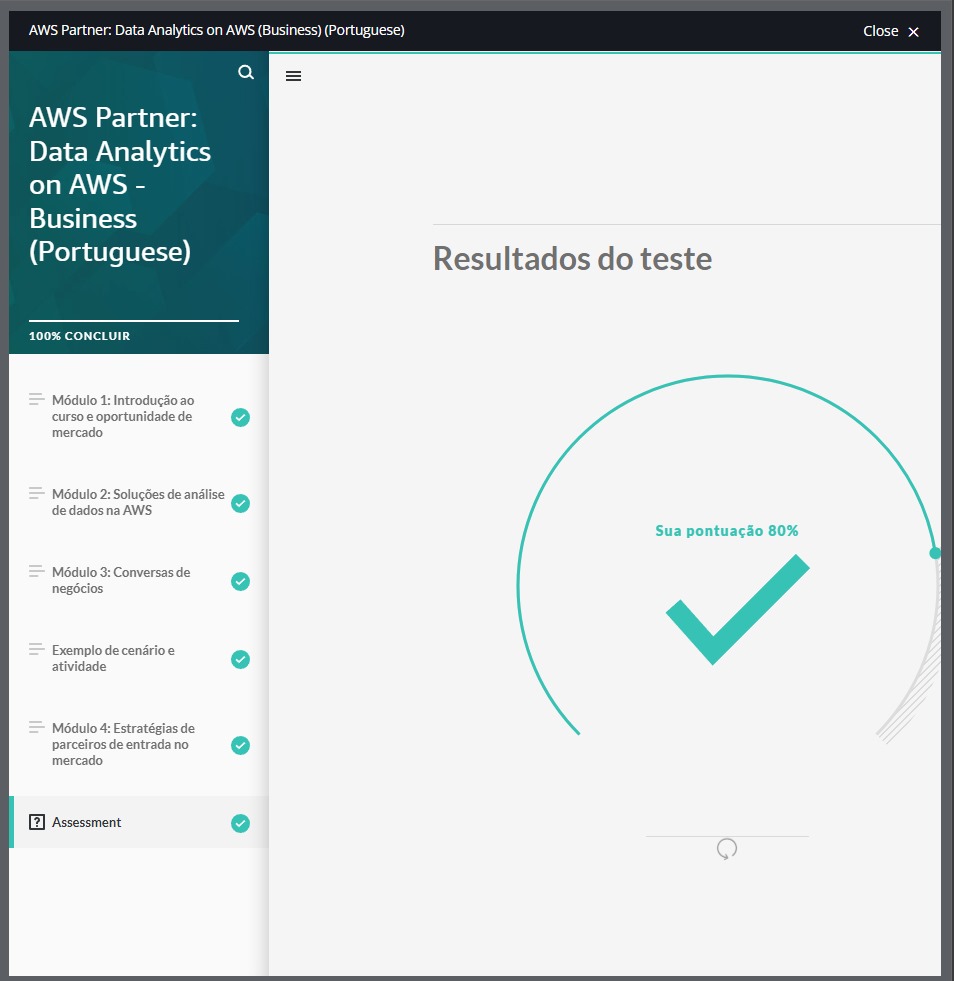 AWS Partner: Data Analytics on AWS (Business) (Portuguese)
Close
AWS Partner:
Data Analytics
on AWS -
Business
(Portuguese)
100% CONCLUIR
Módulo 1: Introdução ao
curso e oportunidade de
mercado
Módulo 2: Soluções de análise
de dados na AWS
Módulo 3: Conversas de
negócios
Exemplo de cenário e
atividade
Módulo 4: Estratégias de
parceiros de entrada no
mercado
Assessment
Resultados do teste
Sua pontuação 80%